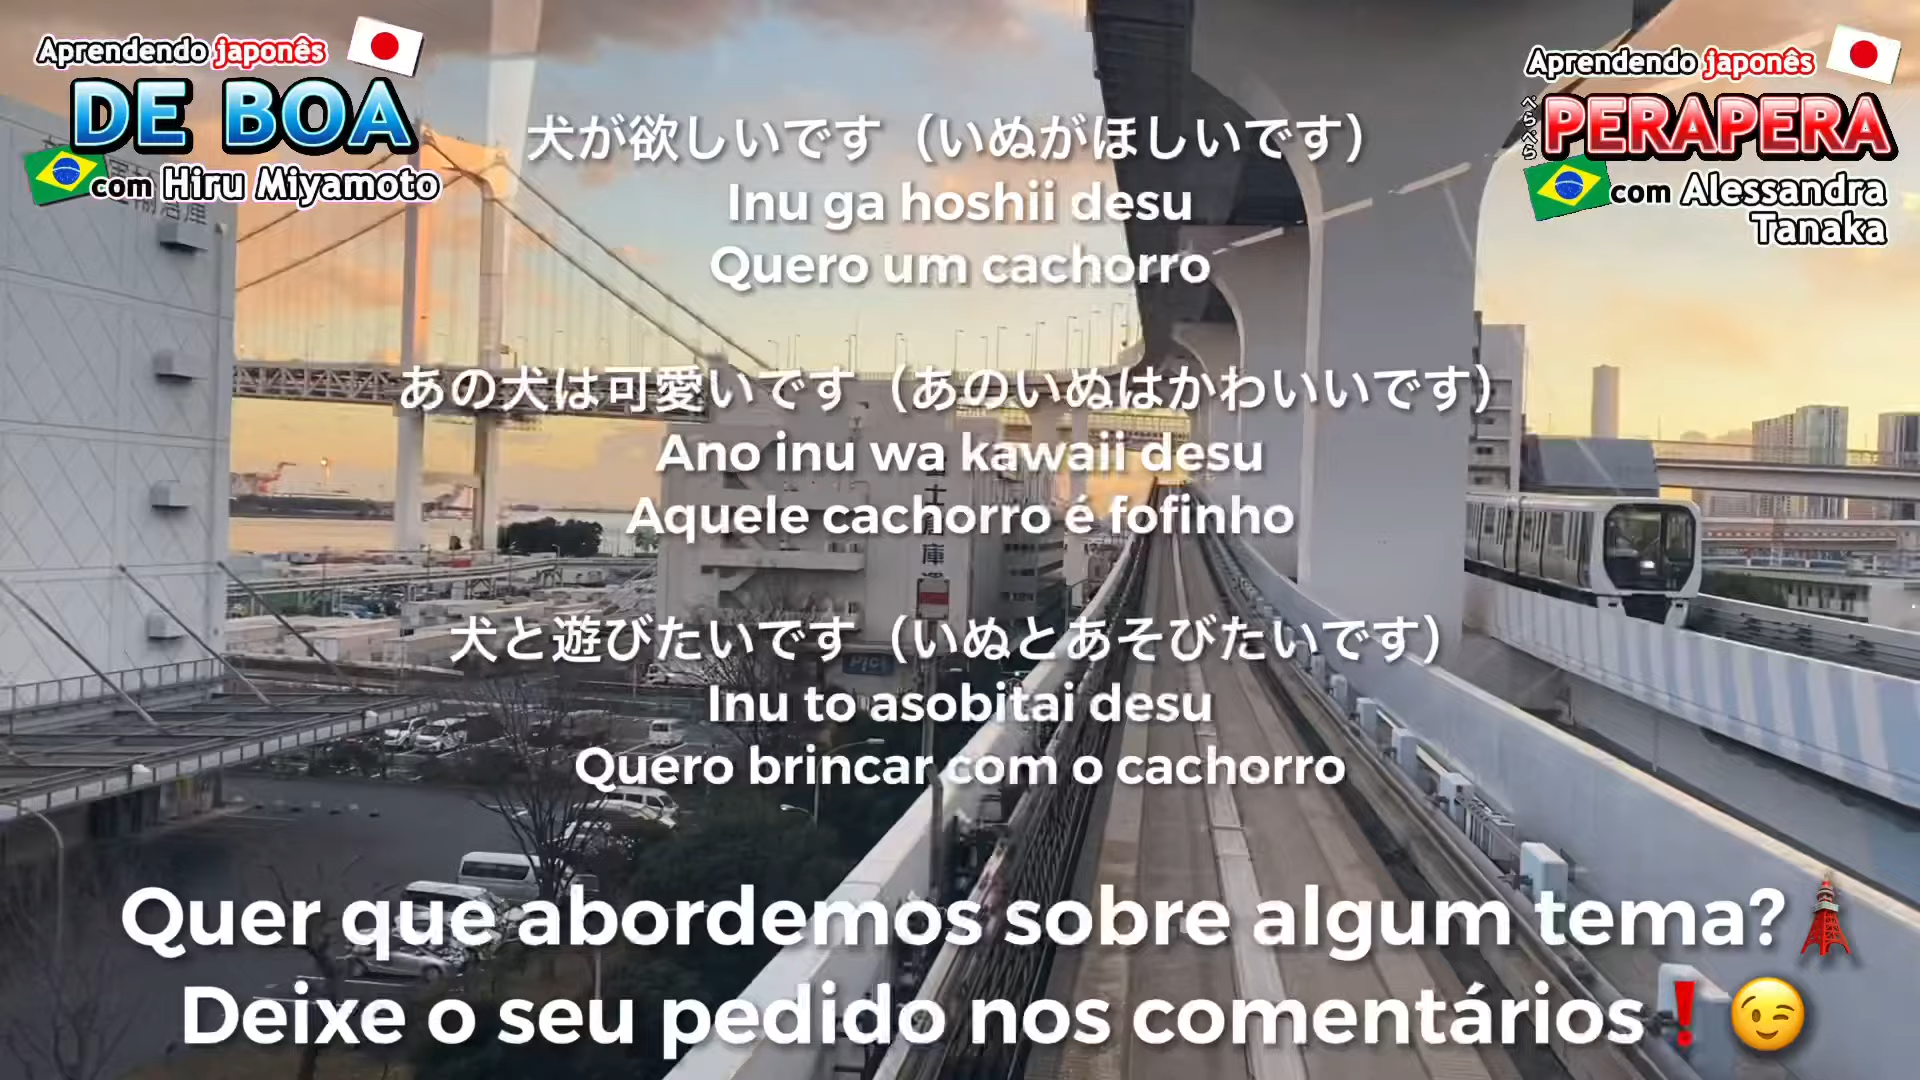 Aprendendo japonês
DE BOA
com Hiru Miyamoto
Aprendendo japonês
ぺらぺら
PERAPERA
com Alessandra
Tanaka
犬が欲しいです（いぬがほしいです）
Inu ga hoshii desu
Quero um cachorro
あの犬は可愛いです（あのいぬはかわいいです）
Ano inu wa kawaii desu
Aquele cachorro é fofinho
犬と遊びたいです（いぬとあそびたいです）
Inu to asobitai desu
Quero brincar com o cachorro
Quer que abordemos sobre algum tema?
Deixe o seu pedido nos comentários❗